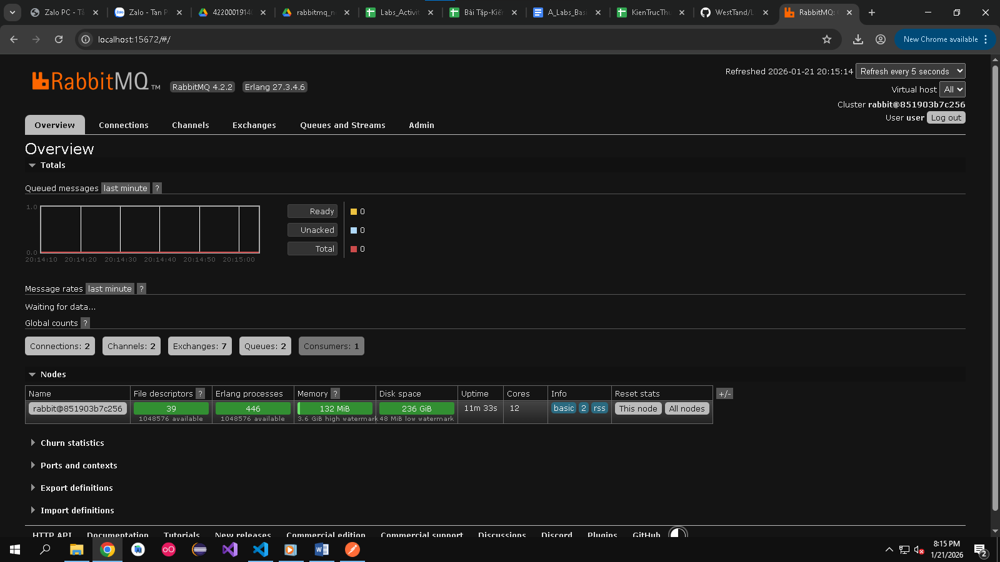 Zalo PC - Tả
Zalo - Tan P
4220001914
rabbitmq_n
Labs_Activit
Bài Tập-Kiến
A_Labs_Basi
KienTrucThu
WestTand/L
RabbitMQ:
localhost:15672/#/
New Chrome available
RabbitMQ TM
RabbitMQ 4.2.2
Erlang 27.3.4.6
Refreshed 2026-01-21 20:15:14
Refresh every 5 seconds
Virtual host All
Cluster rabbit@851903b7c256
User user Log out
Overview Connections Channels Exchanges Queues and Streams Admin
Overview
Totals
Queued messages last minute ?
1.0
0.0
20:14:10 20:14:20 20:14:30 20:14:40 20:14:50 20:15:00
Ready 0
Unacked 0
Total 0
Message rates last minute ?
Waiting for data...
Global counts ?
Connections: 2 Channels: 2 Exchanges: 7 Queues: 2 Consumers: 1
Nodes
Name File descriptors ? Erlang processes Memory ? Disk space Uptime Cores Info Reset stats +/-
rabbit@851903b7c256 39 446 132 MiB 236 GiB 11m 33s 12 basic 2 rss This node All nodes
1048576 available 1048576 available 3.6 GiB high watermark 48 MiB low watermark
Churn statistics
Ports and contexts
Export definitions
Import definitions
HTTP API Documentation Tutorials New releases Commercial edition Commercial support Discussions Discord Plugins GitHub
8:15 PM
1/21/2026
2